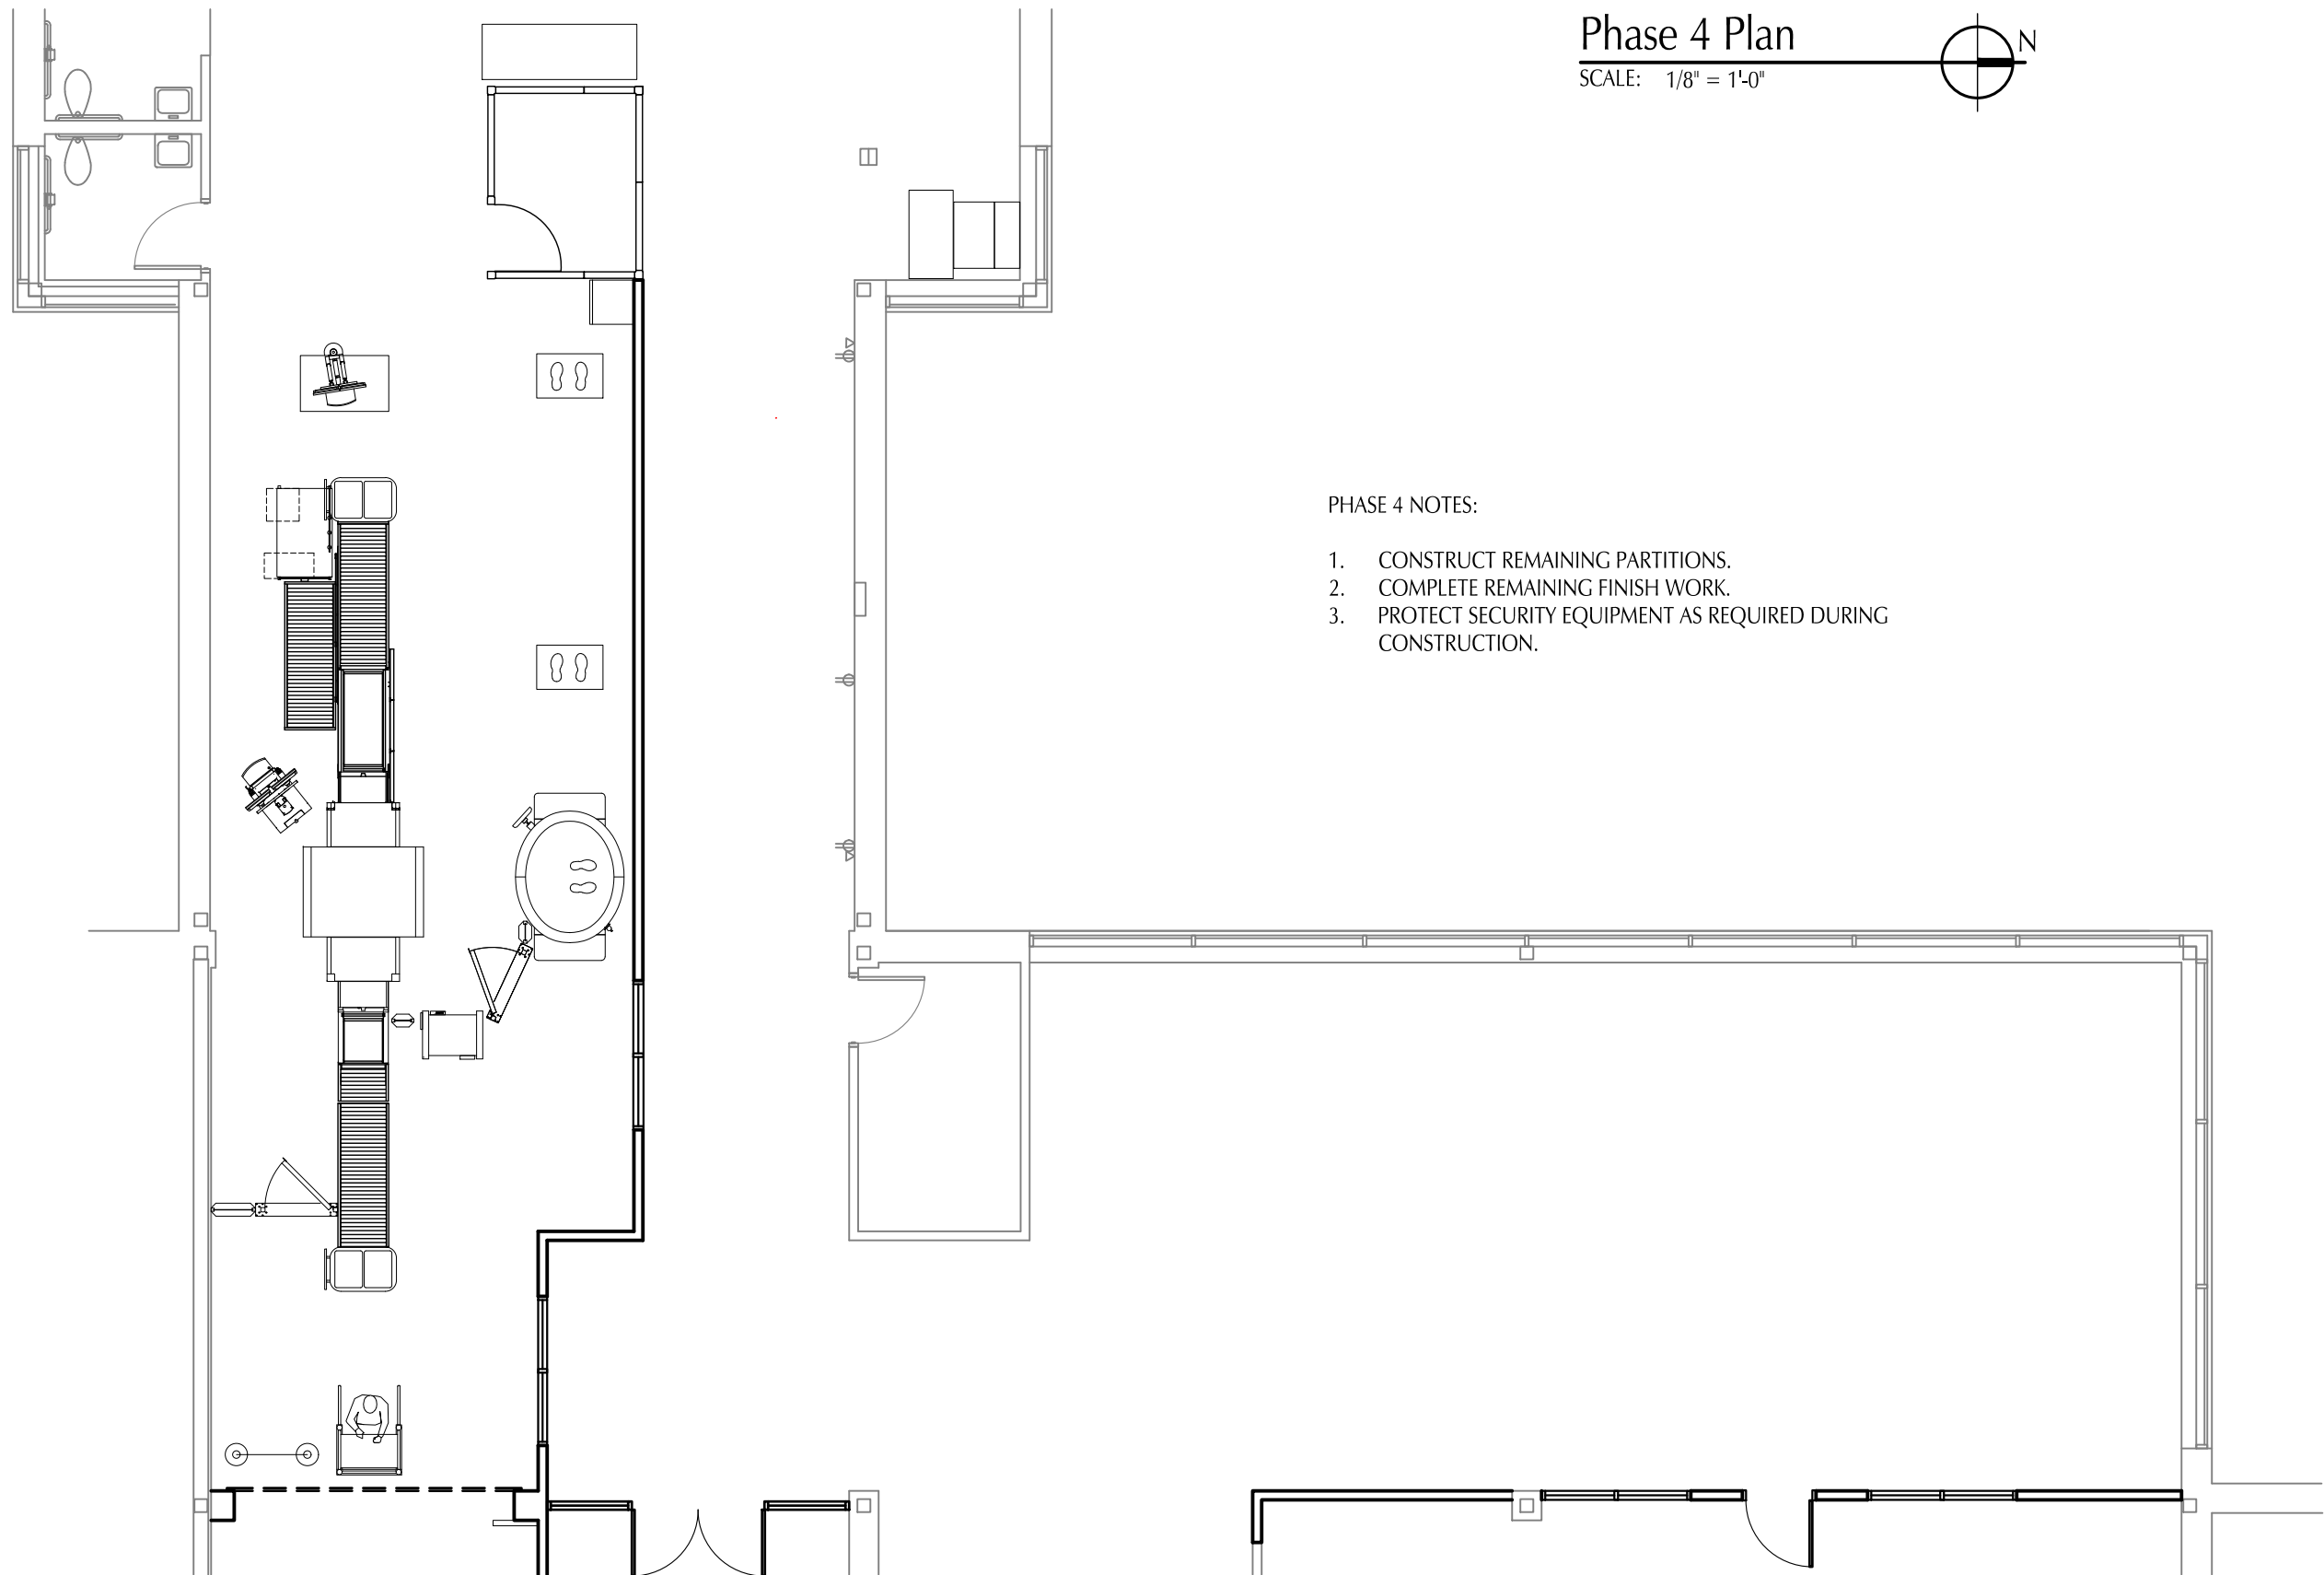 Phase 4 Plan
N
SCALE: 1/8" = 1'-0"
PHASE 4 NOTES:
1. CONSTRUCT REMAINING PARTITIONS.
2. COMPLETE REMAINING FINISH WORK.
3. PROTECT SECURITY EQUIPMENT AS REQUIRED DURING
CONSTRUCTION.